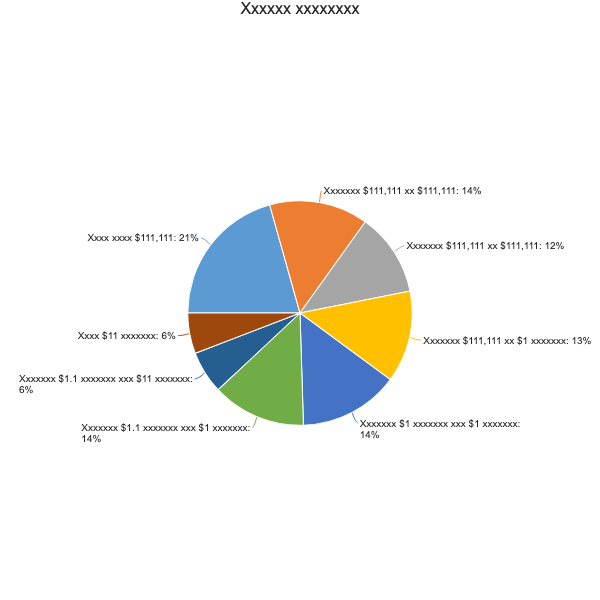 Xxxxxx xxxxxxxx
Xxxxxxx $111,111 xx $111,111: 14%
Xxxx xxxx $111,111: 21%
Xxxxxxx $111,111 xx $111,111: 12%
Xxxx $11 xxxxxxx: 6%
Xxxxxxx $111,111 xx $1 xxxxxxx: 13%
Xxxxxxx $1.1 xxxxxxx xxx $11 xxxxxxx:
6%
Xxxxxxx $1 xxxxxxx xxx $1 xxxxxxx:
14%
Xxxxxxx $1.1 xxxxxxx xxx $1 xxxxxxx:
14%